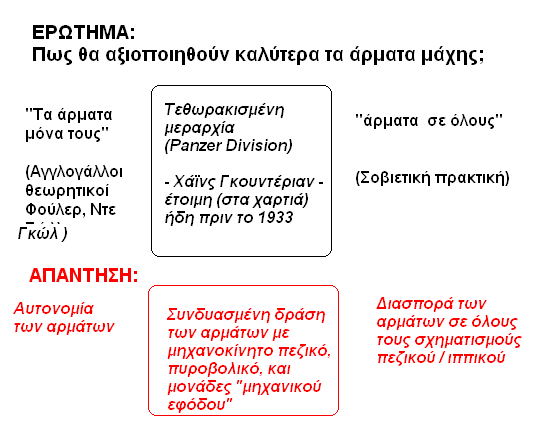 ΕΡΩΤΗΜΑ:
Πως θα αξιοποιηθούν καλύτερα τα άρματα μάχης;
"Τα άρματα
μόνα τους"
(Αγγλογάλλοι
θεωρητικοί
Φούλερ, Ντε
Γκώλ )
Τεθωρακισμένη
μεραρχία
(Panzer Division)
- Χάϊνς Γκουντέριαν -
έτοιμη (στα χαρτιά)
ήδη πριν το 1933
"άρματα σε όλους"
(Σοβιετική πρακτική)
ΑΠΑΝΤΗΣΗ:
Αυτονομία
των αρμάτων
Συνδυασμένη δράση
των αρμάτων με
μηχανοκίνητο πεζικό,
πυροβολικό, και
μονάδες "μηχανικού
εφόδου"
Διασπορά των
αρμάτων σε όλους
τους σχηματισμούς
πεζικού / ιππικού